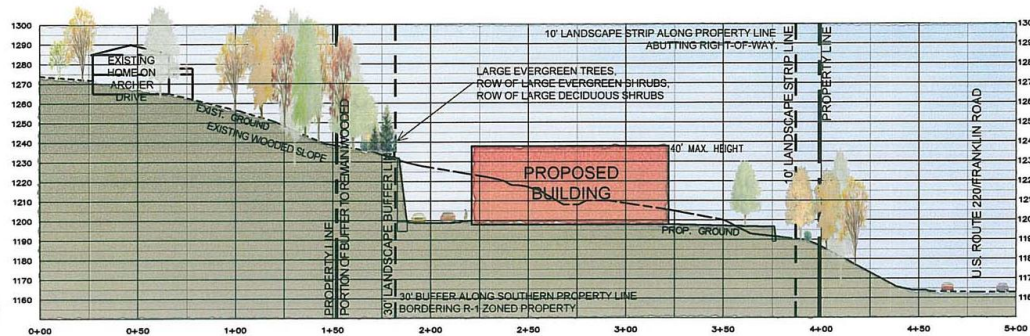 1300
1290
1280
1270
1260
1250
1240
1230
1220
1210
1200
1190
1180
1170
1160
EXISTING
HOME ON
ARCHER
DRIVE
EXIST. GROUND
EXISTING WOODED SLOPE
PROPERTY LINE
PORTION OF BUFFER TO REMAIN WOODED
30' LANDSCAPE BUFFER LINE
LARGE EVERGREEN TREES,
ROW OF LARGE EVERGREEN SHRUBS,
ROW OF LARGE DECIDUOUS SHRUBS
10' LANDSCAPE STRIP ALONG PROPERTY LINE
ABUTTING RIGHT-OF-WAY.
40' MAX. HEIGHT
PROPOSED
BUILDING
PROP. GROUND
10' LANDSCAPE STRIP LINE
PROPERTY LINE
U.S. ROUTE 220/FRANKLIN ROAD
30' BUFFER ALONG SOUTHERN PROPERTY LINE
BORDERING R-1 ZONED PROPERTY
0+00 0+50 1+00 1+50 2+00 2+50 3+00 3+50 4+00 4+50 5+00